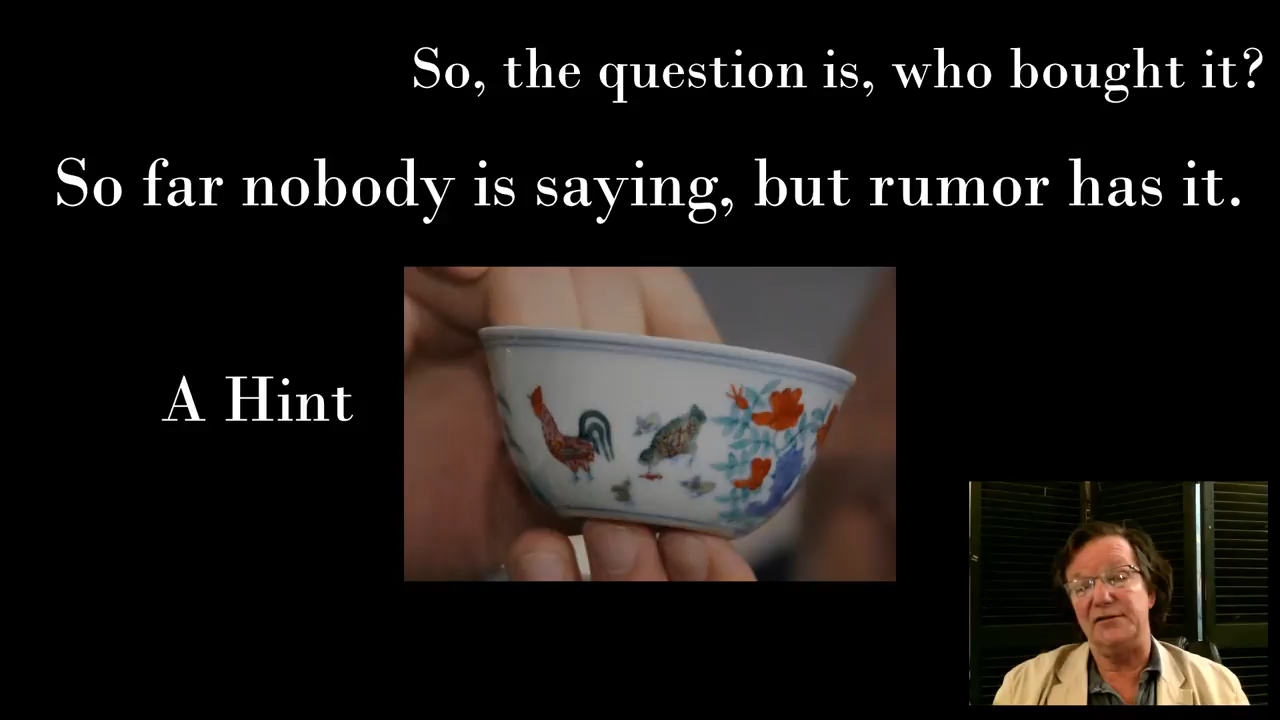 So, the question is, who bought it?
So far nobody is saying, but rumor has it.
A Hint